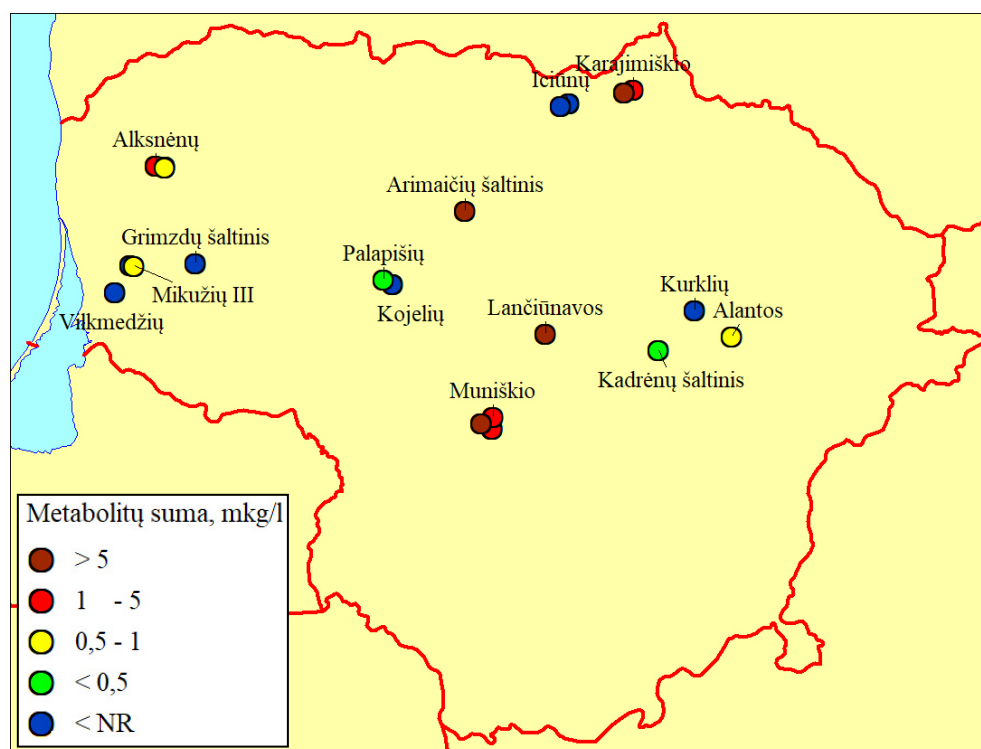 Karajimiškio
Ičiūnų
Alksnėnų
Arimaičių šaltinis
Grimzdų šaltinis
Palapišių
Mikužių III
Kojelių
Vilkmedžių
Lančiūnavos
Kurklių
Alantos
Kadrėnų šaltinis
Muniškio
Metabolitų suma, mkg/l
> 5
1 - 5
0,5 - 1
< 0,5
< NR